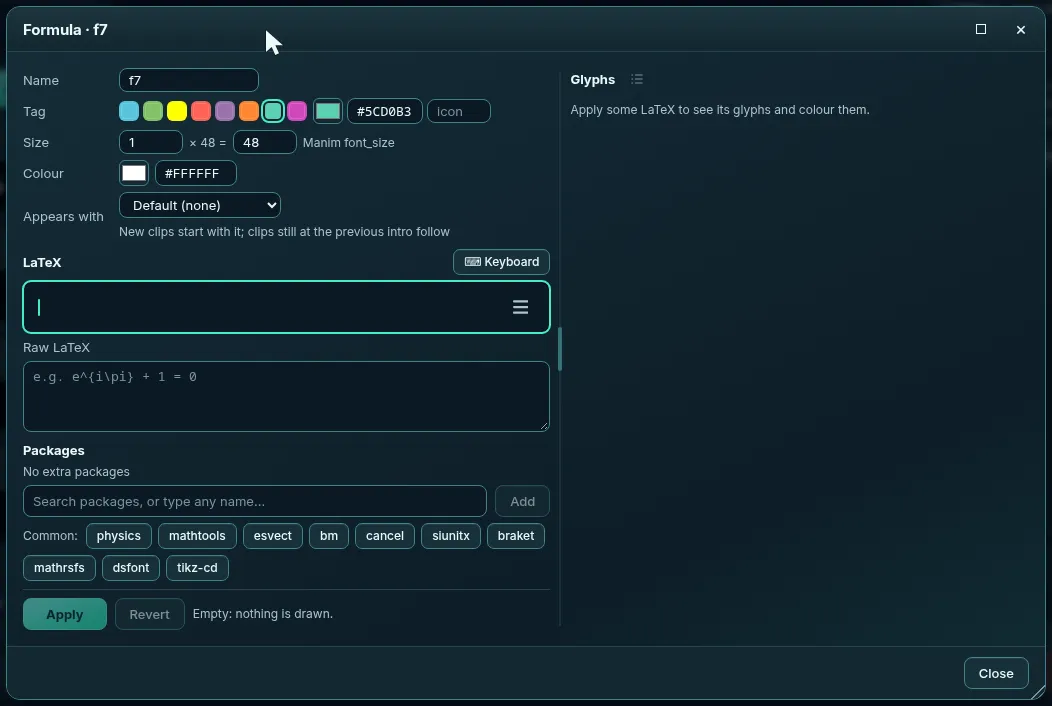 Formula · f7
Name f7
Tag #5CD0B3 icon
Size 1 × 48 = 48 Manim font_size
Colour #FFFFFF
Appears with Default (none)
New clips start with it; clips still at the previous intro follow
LaTeX Keyboard
Raw LaTeX
e.g. e^{i\pi} + 1 = 0
Packages
No extra packages
Search packages, or type any name... Add
Common: physics mathtools esvect bm cancel siunitx braket
mathrsfs dsfont tikz-cd
Apply Revert Empty: nothing is drawn.
Glyphs
Apply some LaTeX to see its glyphs and colour them.
Close